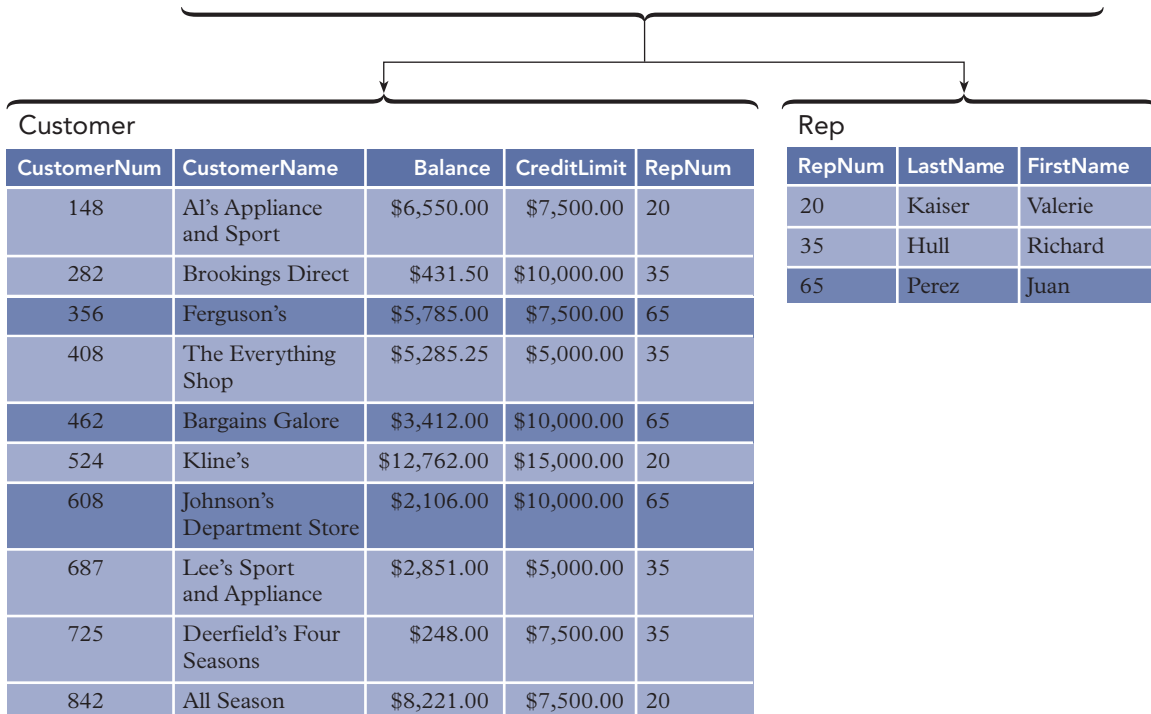 Customer
CustomerNum CustomerName Balance CreditLimit RepNum
148 Al's Appliance and Sport $6,550.00 $7,500.00 20
282 Brookings Direct $431.50 $10,000.00 35
356 Ferguson's $5,785.00 $7,500.00 65
408 The Everything Shop $5,285.25 $5,000.00 35
462 Bargains Galore $3,412.00 $10,000.00 65
524 Kline's $12,762.00 $15,000.00 20
608 Johnson's Department Store $2,106.00 $10,000.00 65
687 Lee's Sport and Appliance $2,851.00 $5,000.00 35
725 Deerfield's Four Seasons $248.00 $7,500.00 35
842 All Season $8,221.00 $7,500.00 20
Rep
RepNum LastName FirstName
20 Kaiser Valerie
35 Hull Richard
65 Perez Juan